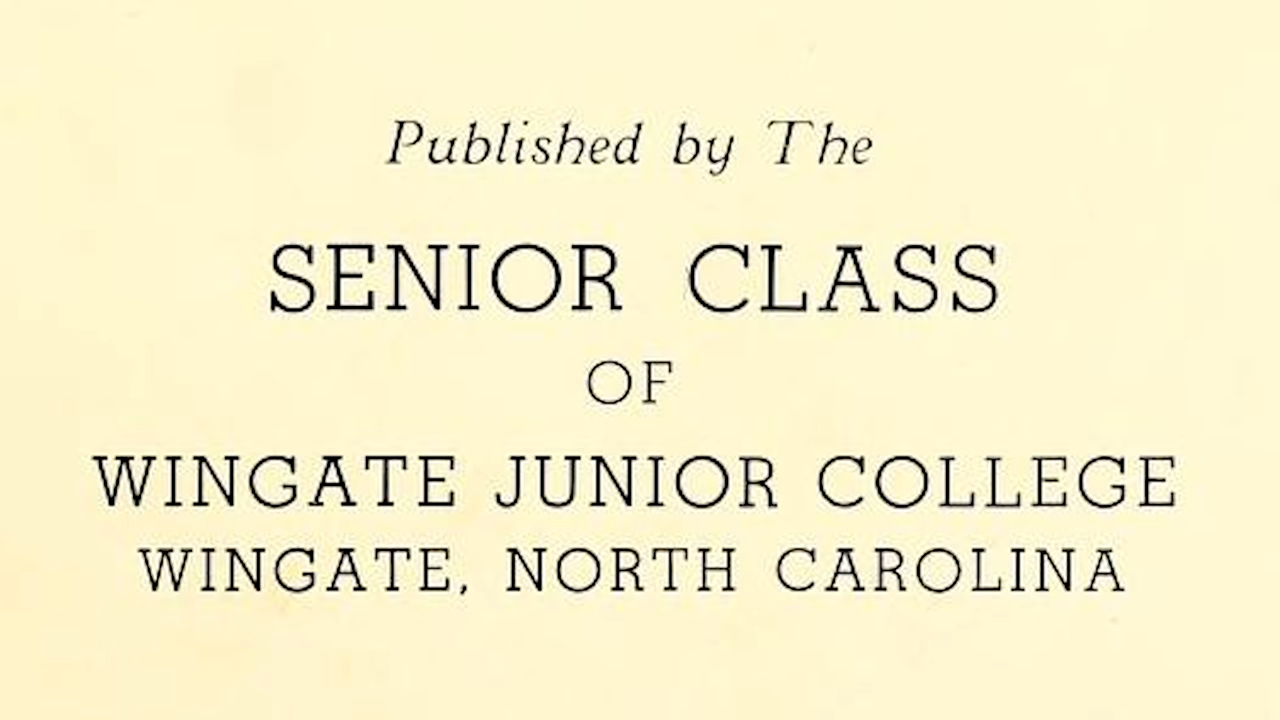 Published by The
SENIOR CLASS
OF
WINGATE JUNIOR COLLEGE
WINGATE, NORTH CAROLINA